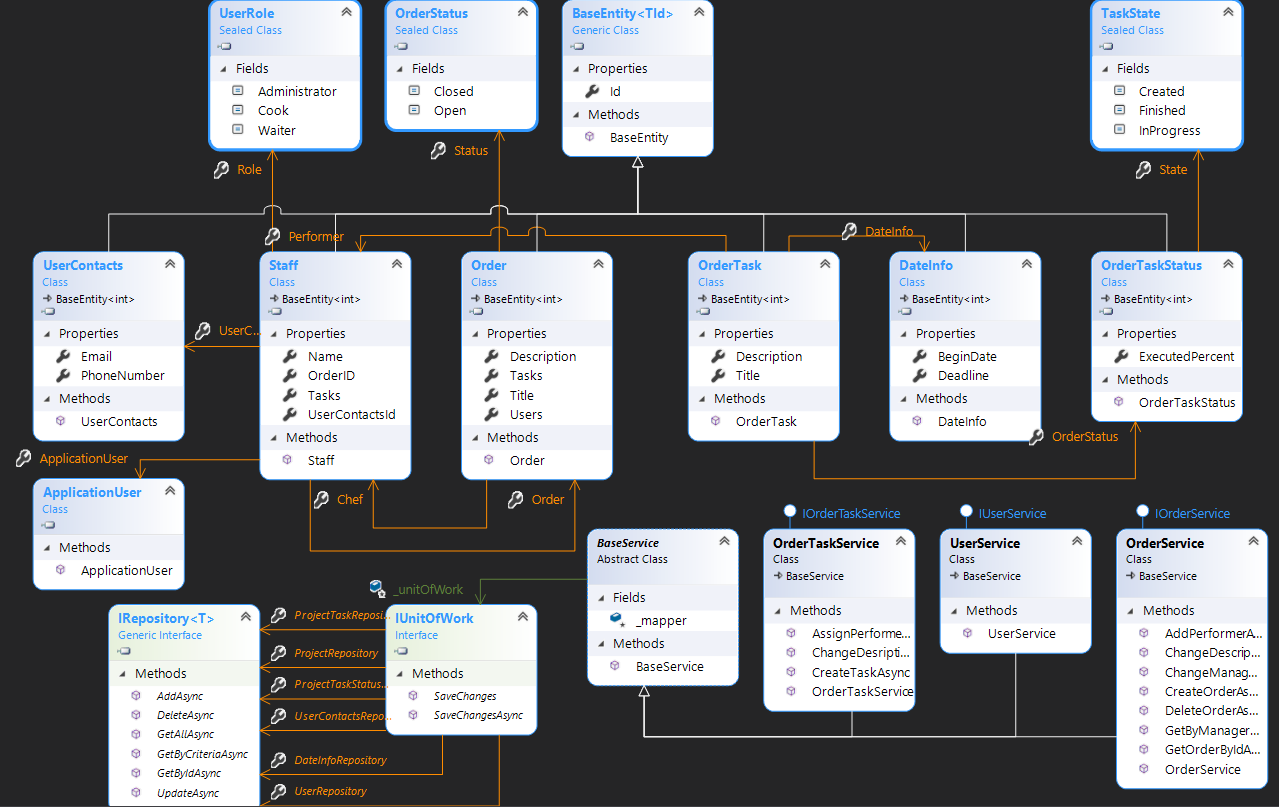 UserRole
Sealed Class
Fields
Administrator
Cook
Waiter
OrderStatus
Sealed Class
Fields
Closed
Open
BaseEntity<TId>
Generic Class
Properties
Id
Methods
BaseEntity
TaskState
Sealed Class
Fields
Created
Finished
InProgress
Role
Status
State
Performer
DateInfo
UserContacts
Class
BaseEntity<int>
Properties
Email
PhoneNumber
Methods
UserContacts
Staff
Class
BaseEntity<int>
Properties
Name
OrderID
Tasks
UserContactsId
Methods
Staff
Order
Class
BaseEntity<int>
Properties
Description
Tasks
Title
Users
Methods
Order
OrderTask
Class
BaseEntity<int>
Properties
Description
Title
Methods
OrderTask
DateInfo
Class
BaseEntity<int>
Properties
BeginDate
Deadline
Methods
DateInfo
OrderTaskStatus
Class
BaseEntity<int>
Properties
ExecutedPercent
Methods
OrderTaskStatus
UserC...
ApplicationUser
OrderStatus
Chef
Order
ApplicationUser
Class
Methods
ApplicationUser
BaseService
Abstract Class
Fields
_mapper
Methods
BaseService
IOrderTaskService
OrderTaskService
Class
BaseService
Methods
AssignPerforme...
ChangeDesripti...
CreateTaskAsync
OrderTaskService
IUserService
UserService
Class
BaseService
Methods
UserService
IOrderService
OrderService
Class
BaseService
Methods
AddPerformerA...
ChangeDescrip...
ChangeManag...
CreateOrderAs...
DeleteOrderAs...
GetByManager...
GetOrderByIdA...
OrderService
_unitOfWork
IRepository<T>
Generic Interface
Methods
AddAsync
DeleteAsync
GetAllAsync
GetByCriteriaAsync
GetByIdAsync
UpdateAsync
ProjectTaskReposi...
ProjectRepository
ProjectTaskStatus...
UserContactsRepo...
DateInfoRepository
UserRepository
IUnitOfWork
Interface
Methods
SaveChanges
SaveChangesAsync